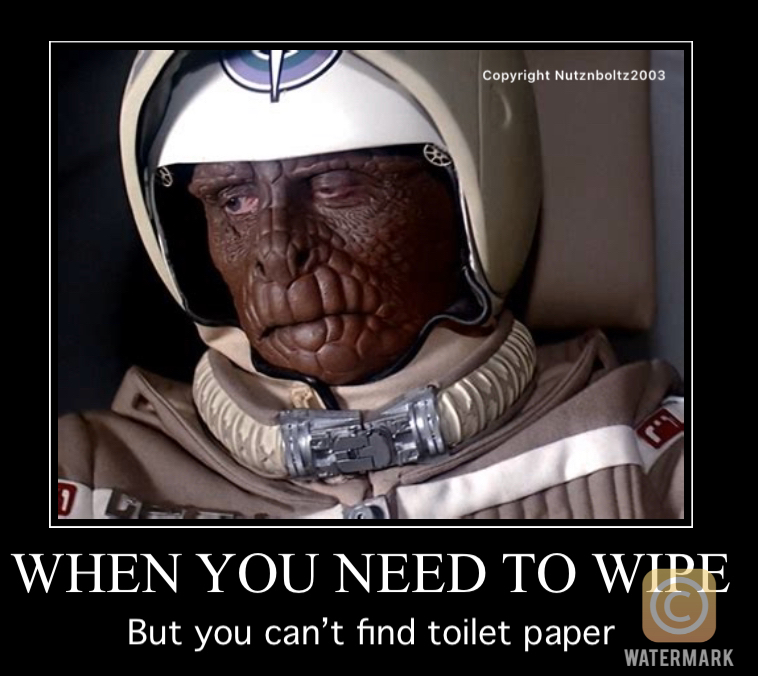 Copyright Nutznboltz2003
WHEN YOU NEED TO WIPE
But you can't find toilet paper
©
WATERMARK